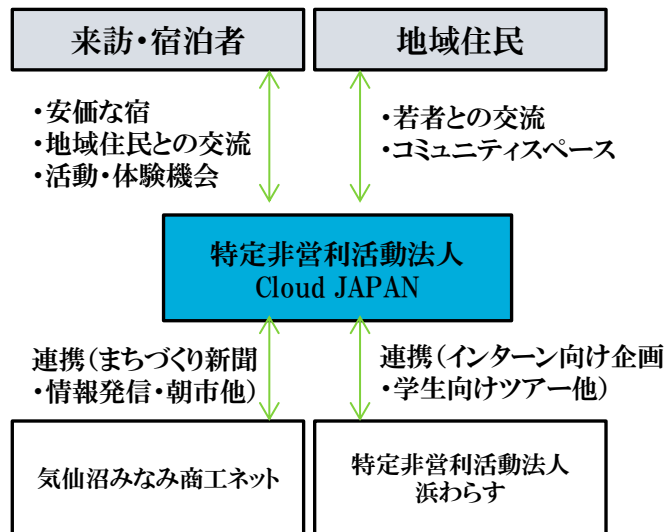 来訪・宿泊者
地域住民
・安価な宿
・地域住民との交流
・活動・体験機会
・若者との交流
・コミュニティスペース
特定非営利活動法人
Cloud JAPAN
連携(まちづくり新聞
・情報発信・朝市他)
連携(インターン向け企画
・学生向けツアー他)
気仙沼みなみ商工ネット
特定非営利活動法人
浜わらす